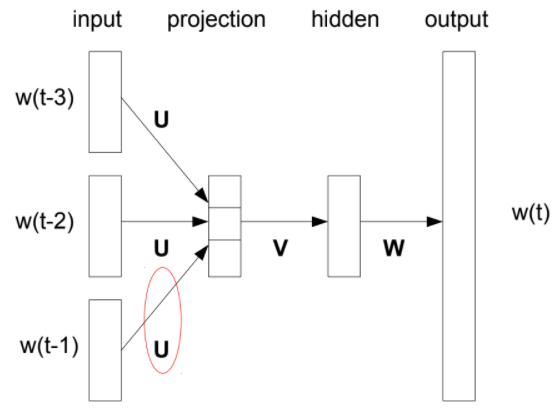 input projection hidden output
w(t-3)
U
w(t-2)
w(t)
U V W
w(t-1)
U